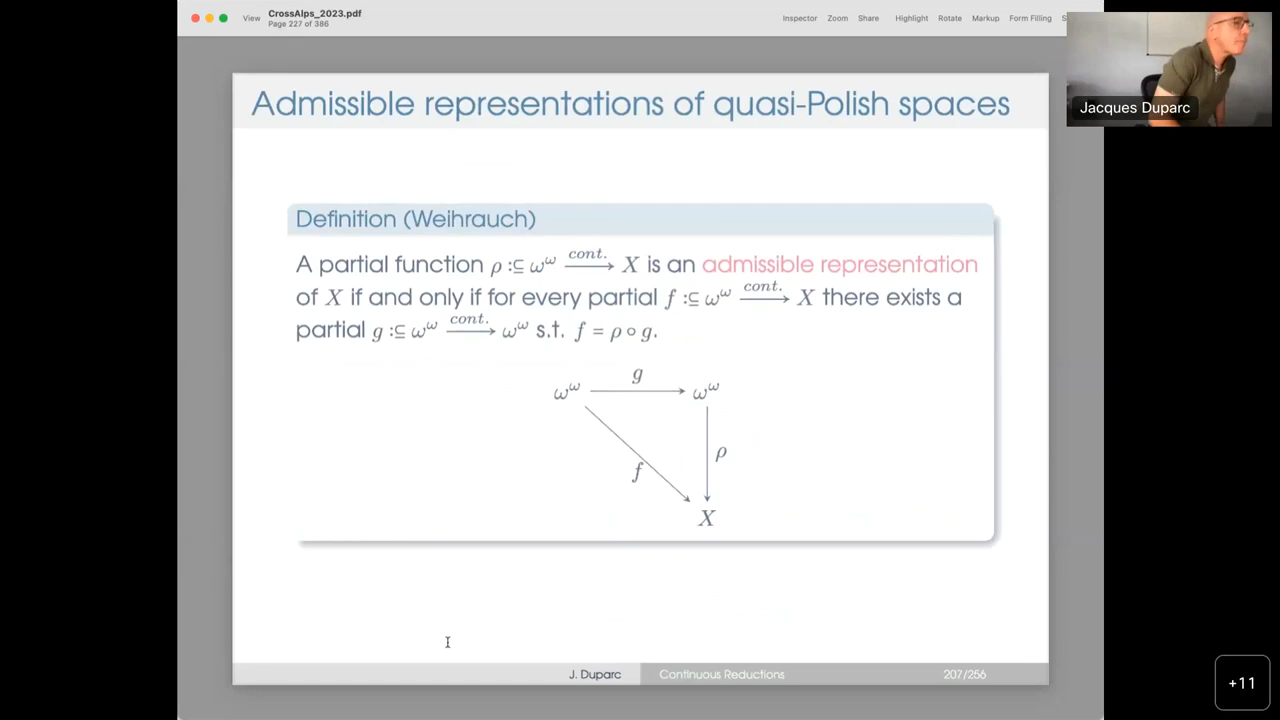 View
CrossAlps_2023.pdf
Page 227 of 386
Inspector Zoom Share Highlight Rotate Markup Form Filling
Admissible representations of quasi-Polish spaces
Jacques Duparc
Definition (Weihrauch)
A partial function ρ :⊆ ω^ω —cont.→ X is an admissible representation
of X if and only if for every partial f :⊆ ω^ω —cont.→ X there exists a
partial g :⊆ ω^ω —cont.→ ω^ω s.t. f = ρ ∘ g.
g
ω^ω ω^ω
f ρ
X
J. Duparc Continuous Reductions 207/256
+11